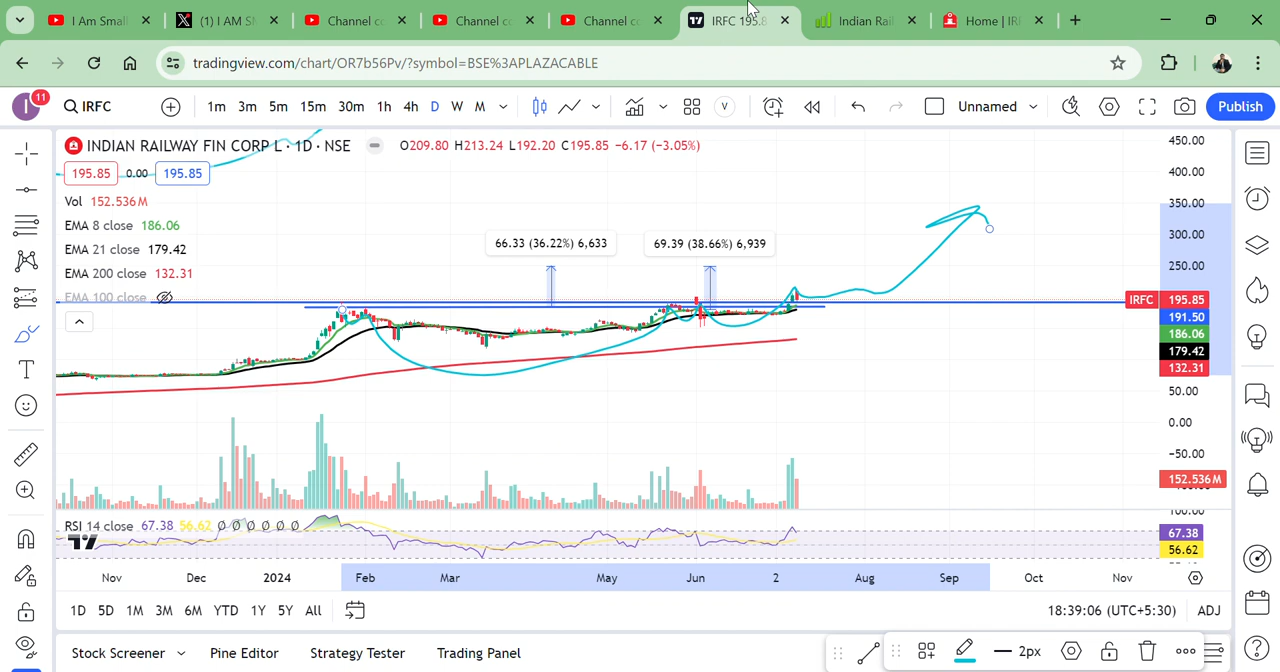 I Am Small
(1) I AM SM
Channel co
Channel co
Channel co
IRFC 195.8
Indian Rail
Home | IRF
tradingview.com/chart/OR7b56Pv/?symbol=BSE%3APLAZACABLE
I 11 IRFC 1m 3m 5m 15m 30m 1h 4h D W M V Unnamed Publish
INDIAN RAILWAY FIN CORP L · 1D · NSE O209.80 H213.24 L192.20 C195.85 −6.17 (−3.05%)
195.85 0.00 195.85
Vol 152.536M
EMA 8 close 186.06
EMA 21 close 179.42
EMA 200 close 132.31
EMA 100 close
66.33 (36.22%) 6,633
69.39 (38.66%) 6,939
450.00
400.00
350.00
300.00
250.00
IRFC 195.85
191.50
186.06
179.42
132.31
50.00
0.00
−50.00
152.536M
100.00
RSI 14 close 67.38 56.62 Ø Ø Ø Ø Ø Ø
67.38
56.62
Nov Dec 2024 Feb Mar May Jun 2 Aug Sep Oct Nov
1D 5D 1M 3M 6M YTD 1Y 5Y All 18:39:06 (UTC+5:30) ADJ
Stock Screener Pine Editor Strategy Tester Trading Panel 2px